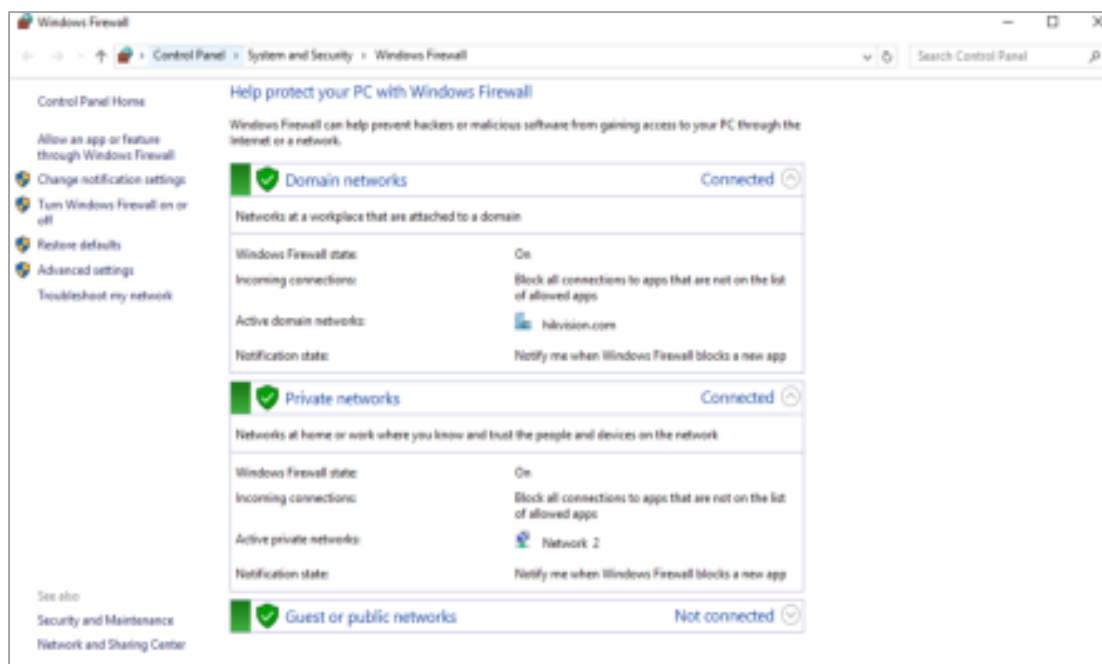 Windows Firewall
Control Panel › System and Security › Windows Firewall
Search Control Panel
Control Panel Home
Allow an app or feature
through Windows Firewall
Change notification settings
Turn Windows Firewall on or
off
Restore defaults
Advanced settings
Troubleshoot my network
Help protect your PC with Windows Firewall
Windows Firewall can help prevent hackers or malicious software from gaining access to your PC through the
Internet or a network.
Domain networks Connected
Networks at a workplace that are attached to a domain
Windows Firewall state: On
Incoming connections: Block all connections to apps that are not on the list
of allowed apps
Active domain networks: hikvision.com
Notification state: Notify me when Windows Firewall blocks a new app
Private networks Connected
Networks at home or work where you know and trust the people and devices on the network
Windows Firewall state: On
Incoming connections: Block all connections to apps that are not on the list
of allowed apps
Active private networks: Network 2
Notification state: Notify me when Windows Firewall blocks a new app
Guest or public networks Not connected
See also
Security and Maintenance
Network and Sharing Center